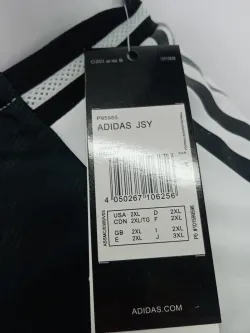 ADIDAS JSY
4 050267 106256
USA 2XL D 2XL
CDN 2XL/TG F 2XL
GB 2XL I 2XL
E 2XL J 3XL
ADIDAS.COM